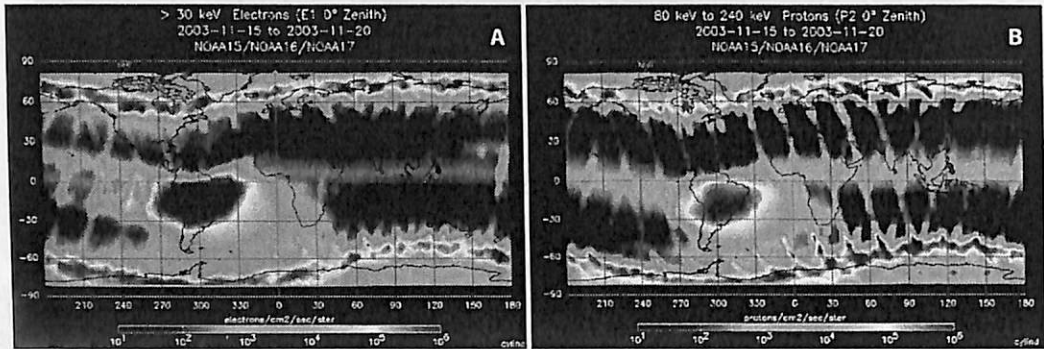 > 30 keV Electrons (E1 0° Zenith)
2003-11-15 to 2003-11-20
NOAA15/NOAA16/NOAA17
A
90
60
30
0
-30
-60
-90
210 240 270 300 330 0 30 60 90 120 150 180
electrons/cm2/sec/ster
10¹ 10² 10³ 10⁴ 10⁵ 10⁶
cylind
80 keV to 240 keV Protons (P2 0° Zenith)
2003-11-15 to 2003-11-20
NOAA15/NOAA16/NOAA17
B
90
60
30
0
-30
-60
-90
210 240 270 300 330 0 30 60 90 120 150 180
protons/cm2/sec/ster
10¹ 10² 10³ 10⁴ 10⁵ 10⁶
cylind